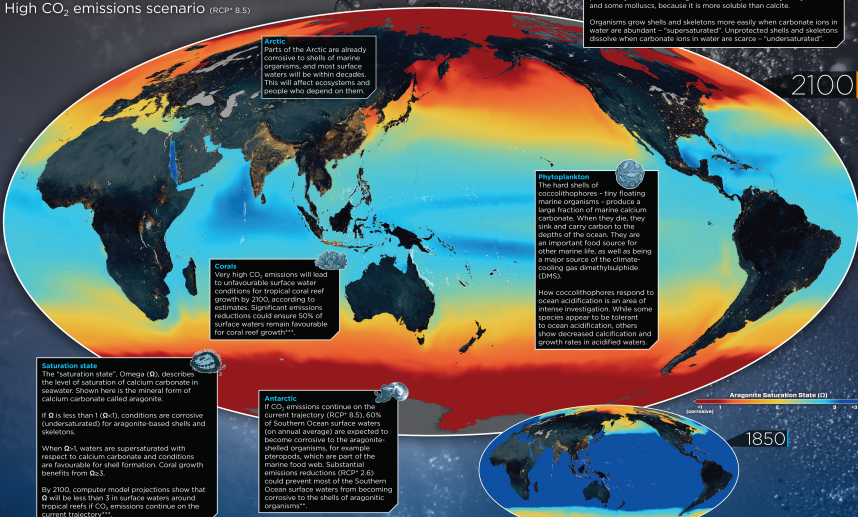 High CO₂ emissions scenario (RCP* 8.5)
and some molluscs, because it is more soluble than calcite.
Organisms grow shells and skeletons more easily when carbonate ions in
water are abundant – “supersaturated”. Unprotected shells and skeletons
dissolve when carbonate ions in water are scarce – “undersaturated”.
2100
Arctic
Parts of the Arctic are already
corrosive to shells of marine
organisms, and most surface
waters will be within decades.
This will affect ecosystems and
people who depend on them.
Phytoplankton
The hard shells of
coccolithophores – tiny floating
marine organisms – produce a
large fraction of marine calcium
carbonate. When they die, they
sink and carry carbon to the
depths of the ocean. They are
an important food source for
other marine life, as well as being
a major source of the climate-
cooling gas dimethylsulphide
(DMS).
How coccolithophores respond to
ocean acidification is an area of
intense investigation. While some
species appear to be tolerant
to ocean acidification, others
show decreased calcification and
growth rates in acidified waters.
Corals
Very high CO₂ emissions will lead
to unfavourable surface water
conditions for tropical coral reef
growth by 2100, according to
estimates. Significant emissions
reductions could ensure 50% of
surface waters remain favourable
for coral reef growth***.
Saturation state
The “saturation state”, Omega (Ω), describes
the level of saturation of calcium carbonate in
seawater. Shown here is the mineral form of
calcium carbonate called aragonite.
If Ω is less than 1 (Ω<1), conditions are corrosive
(undersaturated) for aragonite-based shells and
skeletons.
When Ω>1, waters are supersaturated with
respect to calcium carbonate and conditions
are favourable for shell formation. Coral growth
benefits from Ω≥3.
By 2100, computer model projections show that
Ω will be less than 3 in surface waters around
tropical reefs if CO₂ emissions continue on the
current trajectory***.
Antarctic
If CO₂ emissions continue on the
current trajectory (RCP* 8.5), 60%
of Southern Ocean surface waters
(on annual average) are expected to
become corrosive to the aragonite-
shelled organisms, for example
pteropods, which are part of the
marine food web. Substantial
emissions reductions (RCP* 2.6)
could prevent most of the Southern
Ocean surface waters from becoming
corrosive to the shells of aragonitic
organisms**.
Aragonite Saturation State (Ω)
<1 1 2 3 >3
(corrosive)
1850